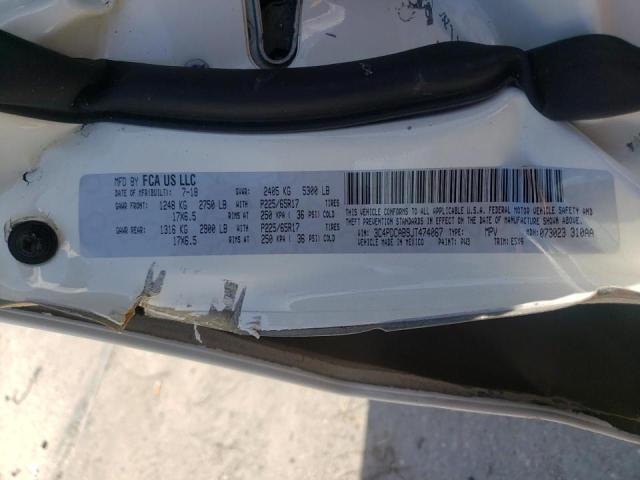 MFD BY FCA US LLC
DATE OF MFR(BUILT): 7-18 GVWR: 2405 KG 5300 LB
GAWR FRONT: 1248 KG 2750 LB WITH P225/65R17 TIRES
17X6.5 RIMS AT 250 KPA ( 36 PSI) COLD
GAWR REAR: 1316 KG 2900 LB WITH P225/65R17 TIRES
17X6.5 RIMS AT 250 KPA ( 36 PSI) COLD
THIS VEHICLE CONFORMS TO ALL APPLICABLE U.S.A. FEDERAL MOTOR VEHICLE SAFETY AND
THEFT PREVENTION STANDARDS IN EFFECT ON THE DATE OF MANUFACTURE SHOWN ABOVE.
VIN: 3C4PDCAB9JT474067 TYPE: MPV MDH: 073023 310AA
VEHICLE MADE IN MEXICO PAINT: PW3 TRIM: E5X9